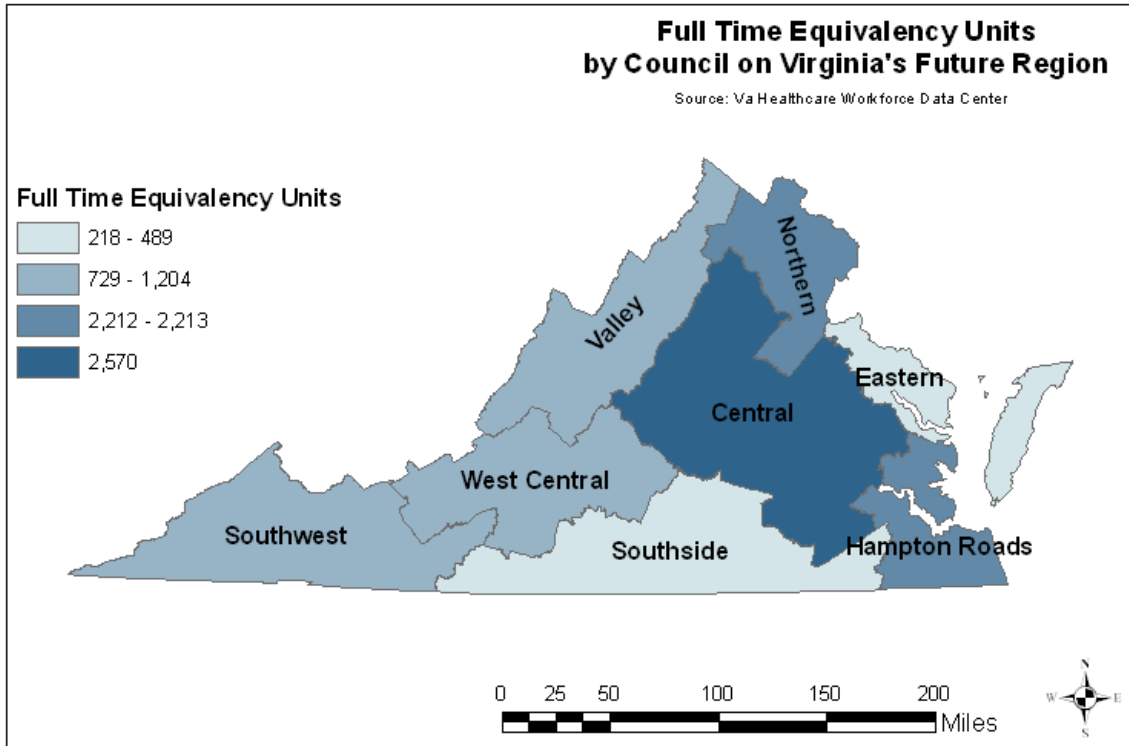 Full Time Equivalency Units
by Council on Virginia's Future Region
Source: Va Healthcare Workforce Data Center
Full Time Equivalency Units
218 - 489
729 - 1,204
2,212 - 2,213
2,570
Northern
Valley
Eastern
Central
West Central
Southwest
Southside
Hampton Roads
0 25 50 100 150 200
Miles
N
W E
S